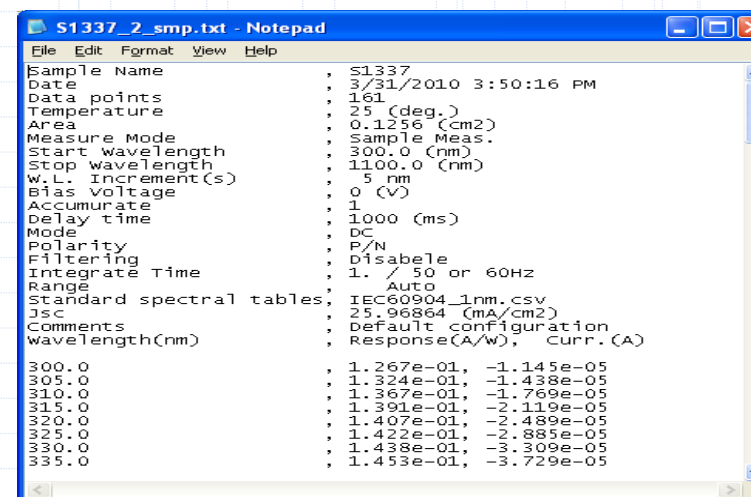 S1337_2_smp.txt - Notepad
File Edit Format View Help
Sample Name , S1337
Date , 3/31/2010 3:50:16 PM
Data points , 161
Temperature , 25 (deg.)
Area , 0.1256 (cm2)
Measure Mode , Sample Meas.
Start Wavelength , 300.0 (nm)
Stop Wavelength , 1100.0 (nm)
W.L. Increment(s) , 5 nm
Bias Voltage , 0 (V)
Accumurate , 1
Delay time , 1000 (ms)
Mode , DC
Polarity , P/N
Filtering , Disabele
Integrate Time , 1. / 50 or 60Hz
Range , Auto
Standard spectral tables, IEC60904_1nm.csv
Jsc , 25.96864 (mA/cm2)
Comments , Default configuration
Wavelength(nm) , Response(A/W), Curr.(A)
300.0 , 1.267e-01, -1.145e-05
305.0 , 1.324e-01, -1.438e-05
310.0 , 1.367e-01, -1.769e-05
315.0 , 1.391e-01, -2.119e-05
320.0 , 1.407e-01, -2.489e-05
325.0 , 1.422e-01, -2.885e-05
330.0 , 1.438e-01, -3.309e-05
335.0 , 1.453e-01, -3.729e-05